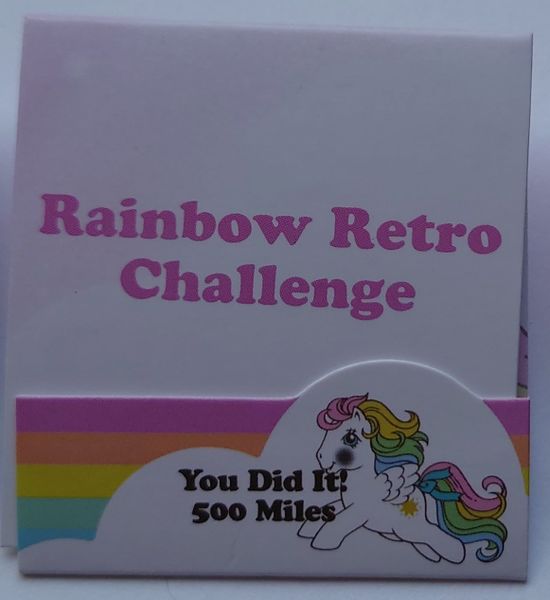 Rainbow Retro
Challenge
You Did It!
500 Miles